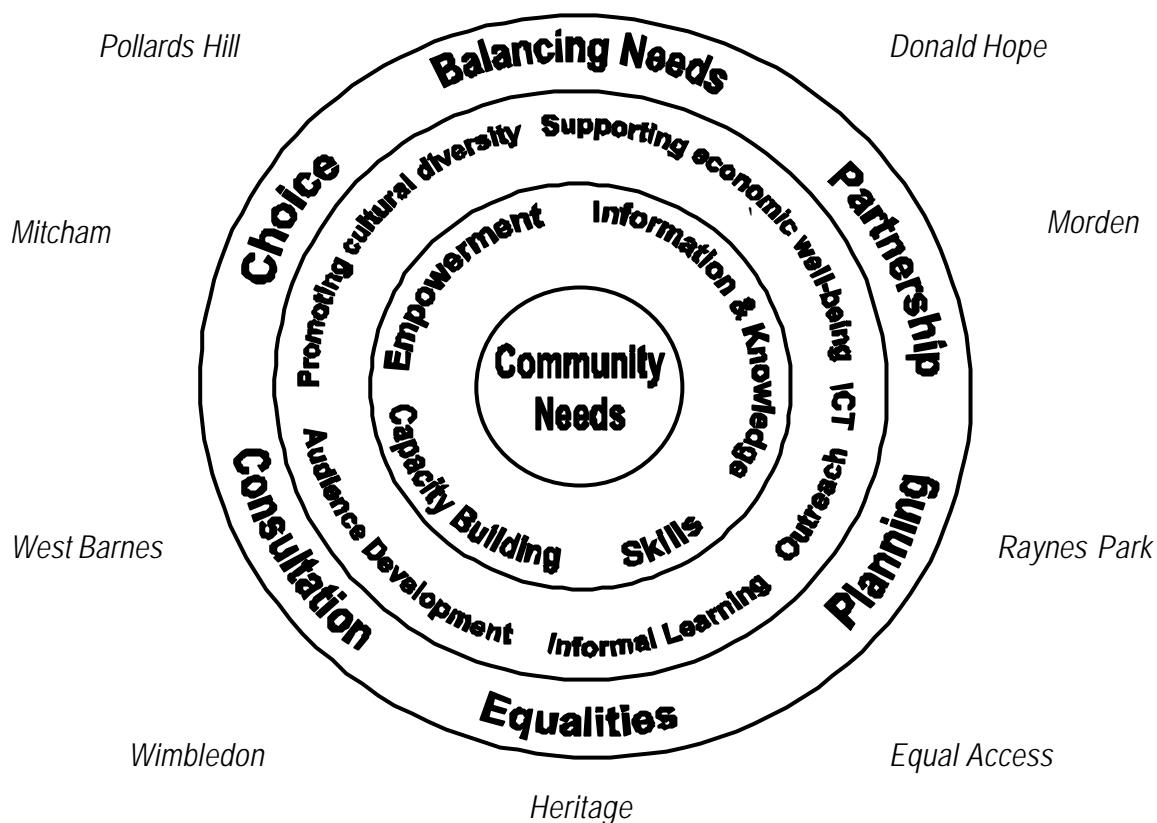 Pollards Hill
Donald Hope
Mitcham
Morden
West Barnes
Raynes Park
Wimbledon
Equal Access
Heritage
Balancing Needs
Partnership
Planning
Equalities
Consultation
Choice
Supporting economic well-being
ICT
Outreach
Informal Learning
Audience Development
Promoting cultural diversity
Information & Knowledge
Skills
Capacity Building
Empowerment
Community
Needs